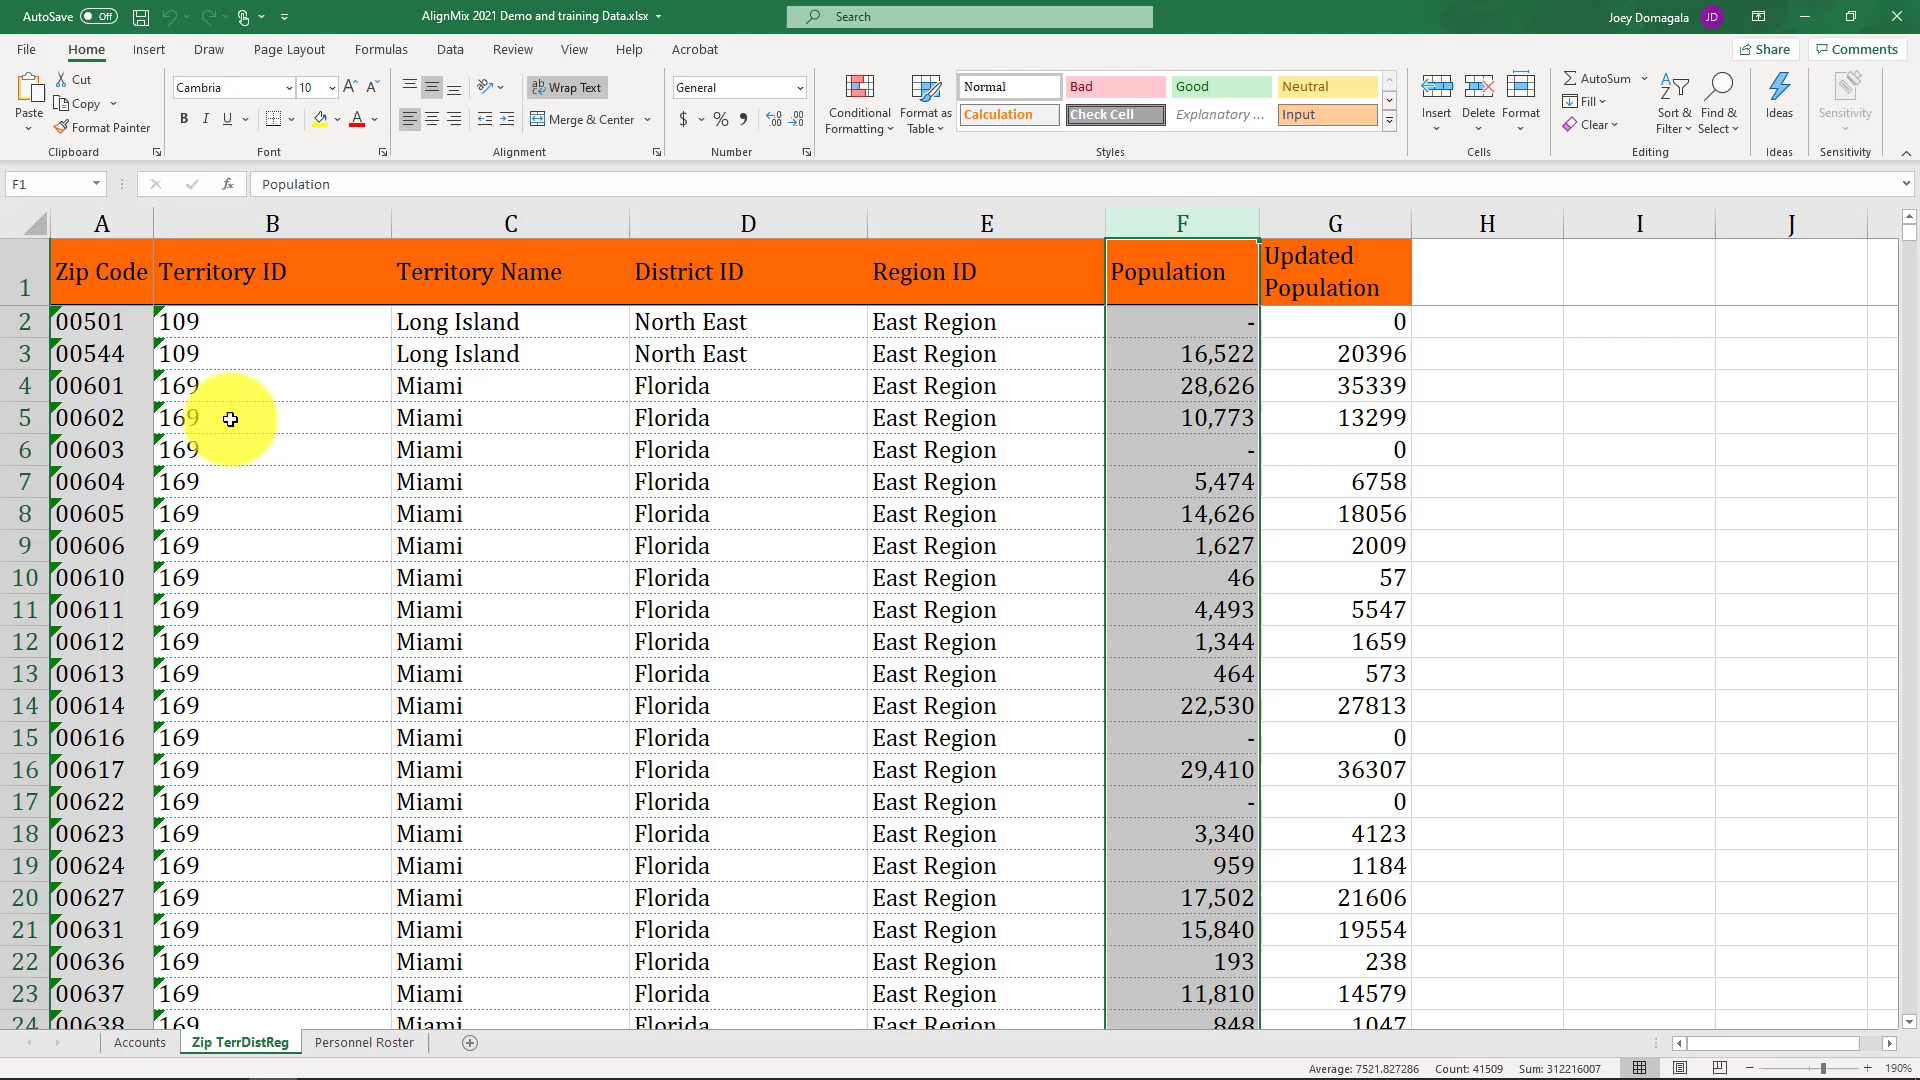 AutoSave Off AlignMix 2021 Demo and training Data.xlsx Search Joey Domagala JD
File Home Insert Draw Page Layout Formulas Data Review View Help Acrobat Share Comments
Paste Cut Copy Format Painter Clipboard
Cambria 10 A A B I U A Font
ab Wrap Text Merge & Center Alignment
General $ % Number
Conditional Formatting Format as Table Normal Bad Good Neutral Calculation Check Cell Explanatory ... Input Styles
Insert Delete Format Cells
AutoSum Fill Clear Sort & Filter Find & Select Editing
Ideas Ideas Sensitivity Sensitivity
F1 fx Population
A B C D E F G H I J
1 Zip Code Territory ID Territory Name District ID Region ID Population Updated Population
2 00501 109 Long Island North East East Region - 0
3 00544 109 Long Island North East East Region 16,522 20396
4 00601 169 Miami Florida East Region 28,626 35339
5 00602 169 Miami Florida East Region 10,773 13299
6 00603 169 Miami Florida East Region - 0
7 00604 169 Miami Florida East Region 5,474 6758
8 00605 169 Miami Florida East Region 14,626 18056
9 00606 169 Miami Florida East Region 1,627 2009
10 00610 169 Miami Florida East Region 46 57
11 00611 169 Miami Florida East Region 4,493 5547
12 00612 169 Miami Florida East Region 1,344 1659
13 00613 169 Miami Florida East Region 464 573
14 00614 169 Miami Florida East Region 22,530 27813
15 00616 169 Miami Florida East Region - 0
16 00617 169 Miami Florida East Region 29,410 36307
17 00622 169 Miami Florida East Region - 0
18 00623 169 Miami Florida East Region 3,340 4123
19 00624 169 Miami Florida East Region 959 1184
20 00627 169 Miami Florida East Region 17,502 21606
21 00631 169 Miami Florida East Region 15,840 19554
22 00636 169 Miami Florida East Region 193 238
23 00637 169 Miami Florida East Region 11,810 14579
24 00638 169 Miami Florida East Region 848 1047
Accounts Zip TerrDistReg Personnel Roster
Average: 7521.827286 Count: 41509 Sum: 312216007 190%